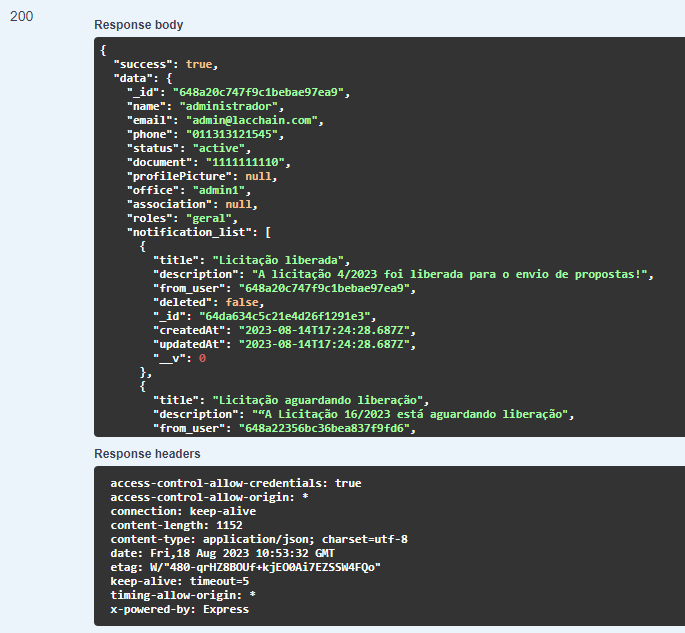 200
Response body
{
  "success": true,
  "data": {
    "_id": "648a20c747f9c1bebae97ea9",
    "name": "administrador",
    "email": "admin@lacchain.com",
    "phone": "011313121545",
    "status": "active",
    "document": "1111111110",
    "profilePicture": null,
    "office": "admin1",
    "association": null,
    "roles": "geral",
    "notification_list": [
      {
        "title": "Licitação liberada",
        "description": "A licitação 4/2023 foi liberada para o envio de propostas!",
        "from_user": "648a20c747f9c1bebae97ea9",
        "deleted": false,
        "_id": "64da634c5c21e4d26f1291e3",
        "createdAt": "2023-08-14T17:24:28.687Z",
        "updatedAt": "2023-08-14T17:24:28.687Z",
        "__v": 0
      },
      {
        "title": "Licitação aguardando liberação",
        "description": "“A Licitação 16/2023 está aguardando liberação",
        "from_user": "648a22356bc36bea837f9fd6",
Response headers
access-control-allow-credentials: true
access-control-allow-origin: *
connection: keep-alive
content-length: 1152
content-type: application/json; charset=utf-8
date: Fri,18 Aug 2023 10:53:32 GMT
etag: W/"480-qrHZ8BOUf+kjEO0Ai7EZSSW4FQo"
keep-alive: timeout=5
timing-allow-origin: *
x-powered-by: Express